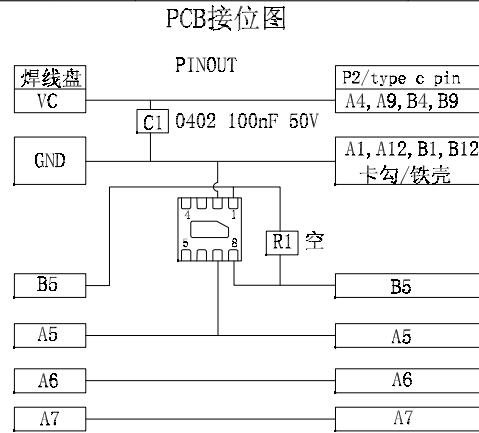 PCB接位图
PINOUT
焊线盘
P2/type c pin
VC
A4, A9, B4, B9
C1
0402 100nF 50V
GND
A1, A12, B1, B12
卡勾/铁壳
4
1
5
8
R1
空
B5
B5
A5
A5
A6
A6
A7
A7